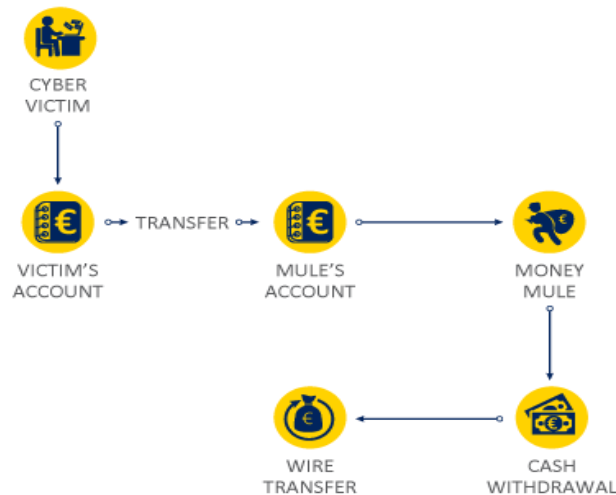 CYBER
VICTIM
TRANSFER
VICTIM'S
ACCOUNT
MULE'S
ACCOUNT
MONEY
MULE
WIRE
TRANSFER
CASH
WITHDRAWAL